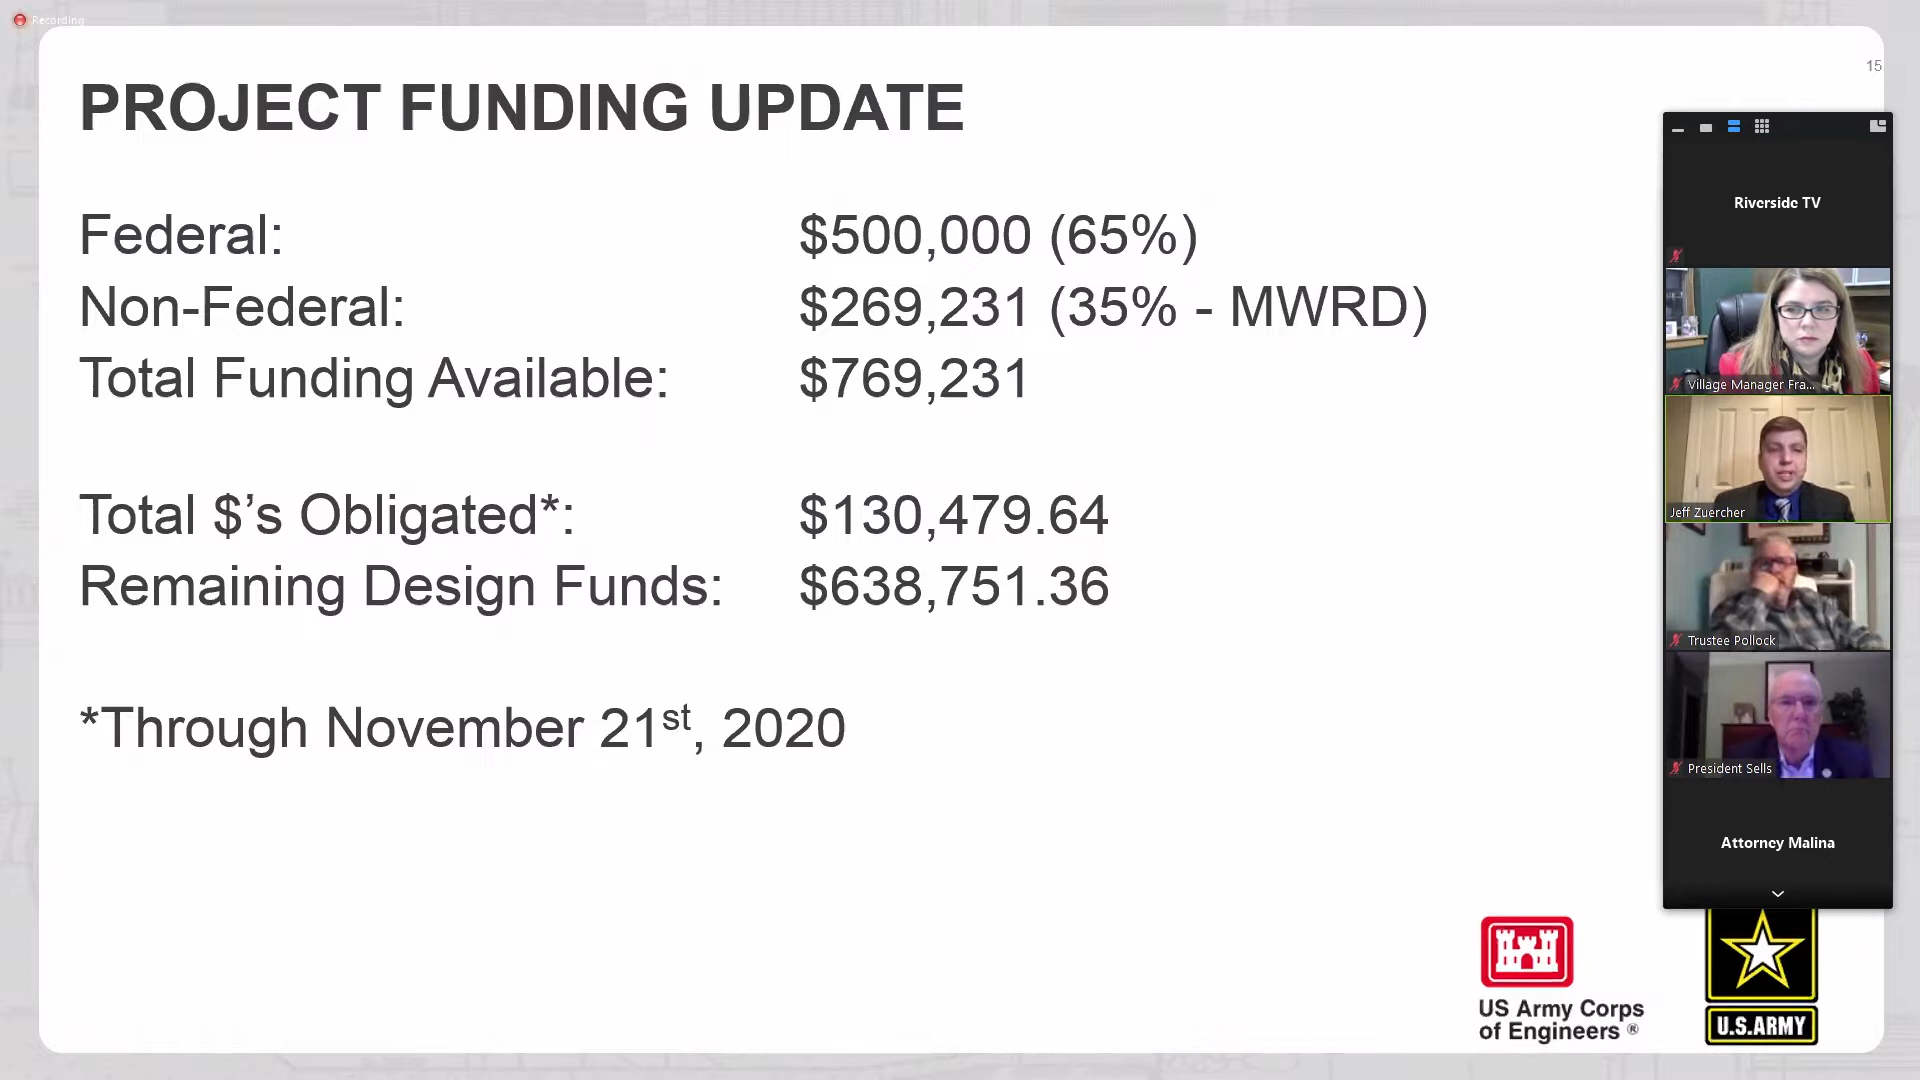 Recording
15
PROJECT FUNDING UPDATE
Federal: $500,000 (65%)
Non-Federal: $269,231 (35% - MWRD)
Total Funding Available: $769,231
Total $’s Obligated*: $130,479.64
Remaining Design Funds: $638,751.36
*Through November 21st, 2020
Riverside TV
Village Manager Fra...
Jeff Zuercher
Trustee Pollock
President Sells
Attorney Malina
US Army Corps
of Engineers ®
U.S.ARMY